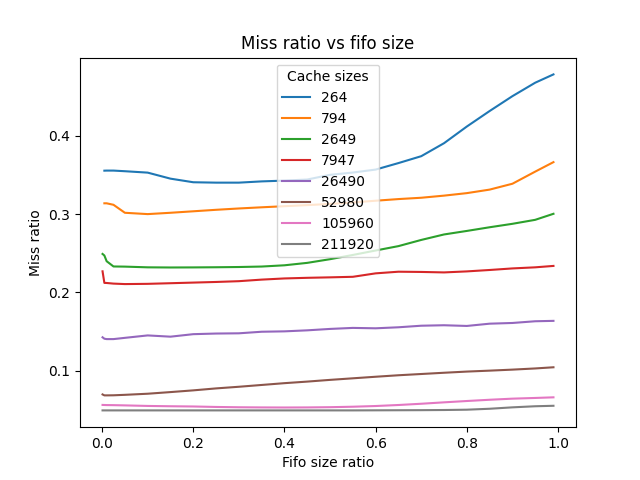 Miss ratio vs fifo size
Cache sizes
264
794
2649
7947
26490
52980
105960
211920
Miss ratio
0.4
0.3
0.2
0.1
0.0 0.2 0.4 0.6 0.8 1.0
Fifo size ratio